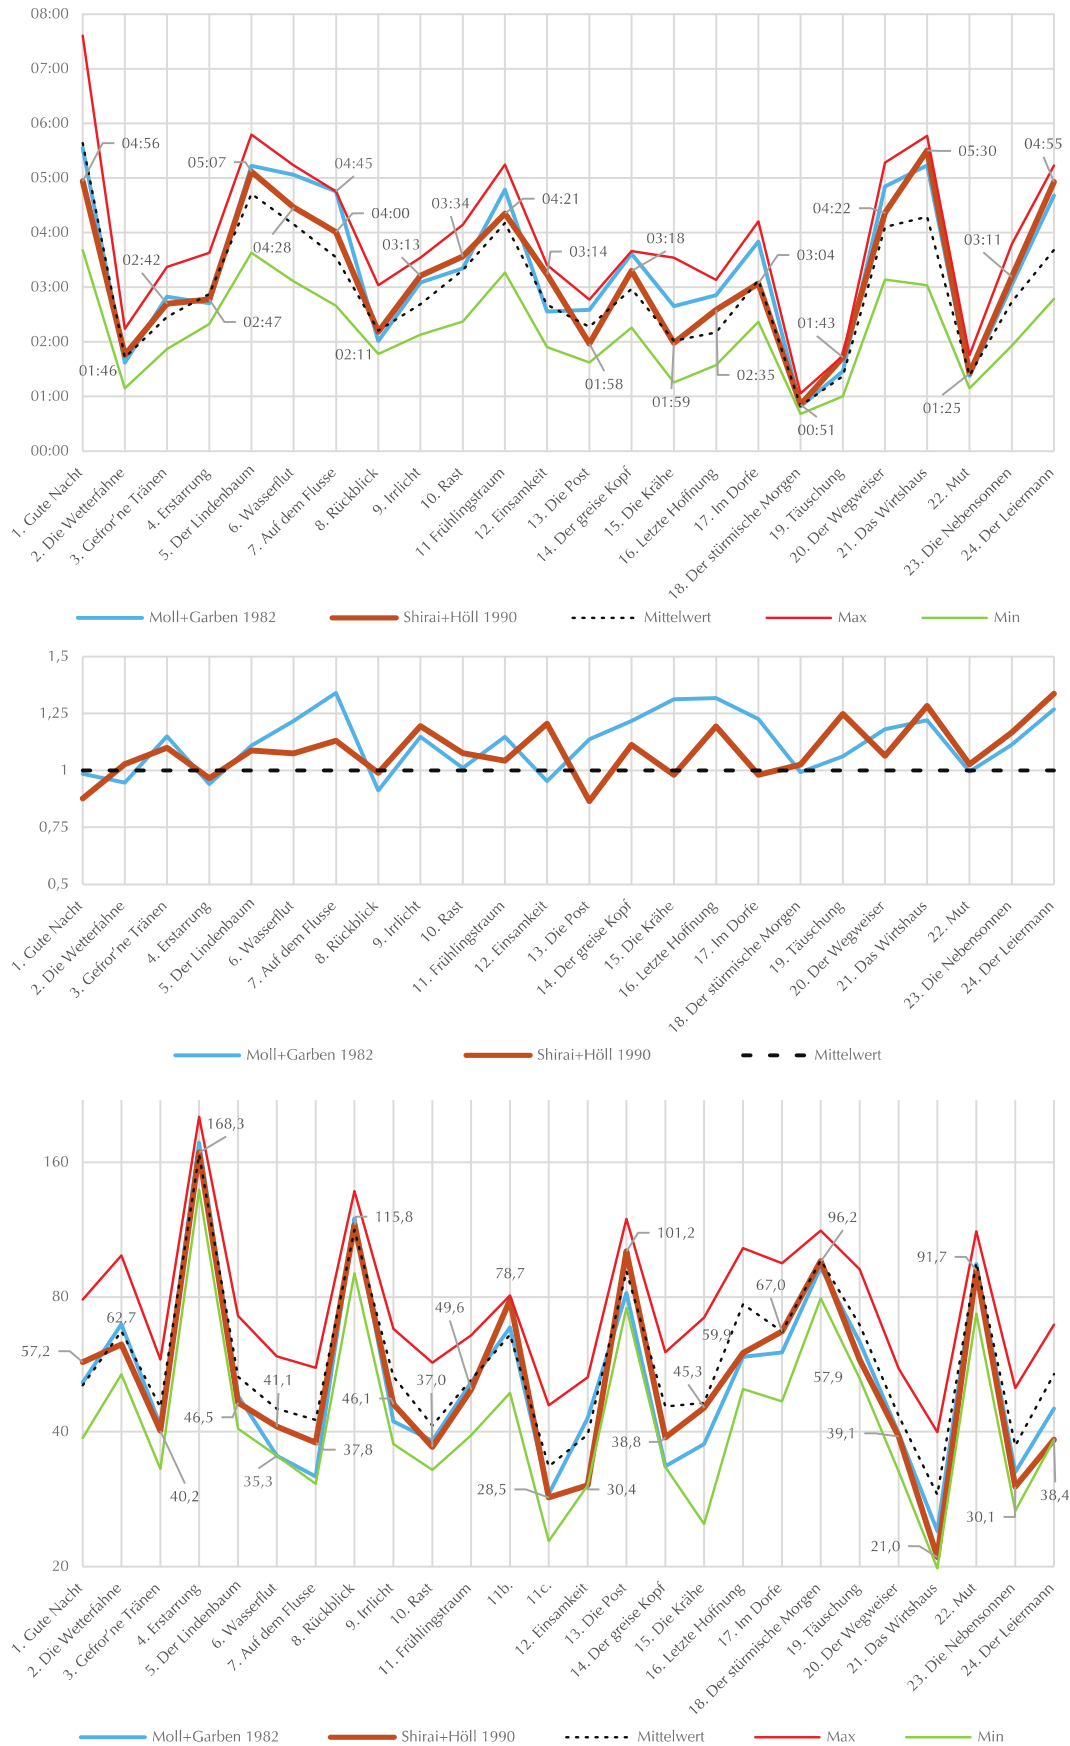 08:00
07:00
06:00
05:00
04:00
03:00
02:00
01:00
00:00
04:56
01:46
02:42
02:47
05:07
04:28
04:45
04:00
02:11
03:13
03:34
04:21
03:14
01:58
03:18
01:59
02:35
03:04
00:51
01:43
04:22
05:30
01:25
03:11
04:55
1. Gute Nacht
2. Die Wetterfahne
3. Gefror'ne Tränen
4. Erstarrung
5. Der Lindenbaum
6. Wasserflut
7. Auf dem Flusse
8. Rückblick
9. Irrlicht
10. Rast
11 Frühlingstraum
12. Einsamkeit
13. Die Post
14. Der greise Kopf
15. Die Krähe
16. Letzte Hoffnung
17. Im Dorfe
18. Der stürmische Morgen
19. Täuschung
20. Der Wegweiser
21. Das Wirtshaus
22. Mut
23. Die Nebensonnen
24. Der Leiermann
Moll+Garben 1982 Shirai+Höll 1990 Mittelwert Max Min
1,5
1,25
1
0,75
0,5
1. Gute Nacht
2. Die Wetterfahne
3. Gefror'ne Tränen
4. Erstarrung
5. Der Lindenbaum
6. Wasserflut
7. Auf dem Flusse
8. Rückblick
9. Irrlicht
10. Rast
11. Frühlingstraum
12. Einsamkeit
13. Die Post
14. Der greise Kopf
15. Die Krähe
16. Letzte Hoffnung
17. Im Dorfe
18. Der stürmische Morgen
19. Täuschung
20. Der Wegweiser
21. Das Wirtshaus
22. Mut
23. Die Nebensonnen
24. Der Leiermann
Moll+Garben 1982 Shirai+Höll 1990 Mittelwert
160
80
40
20
57,2
62,7
40,2
168,3
46,5
41,1
35,3
37,8
115,8
46,1
37,0
49,6
78,7
28,5
30,4
101,2
38,8
45,3
59,9
67,0
96,2
57,9
39,1
21,0
91,7
30,1
38,4
1. Gute Nacht
2. Die Wetterfahne
3. Gefror'ne Tränen
4. Erstarrung
5. Der Lindenbaum
6. Wasserflut
7. Auf dem Flusse
8. Rückblick
9. Irrlicht
10. Rast
11. Frühlingstraum
11b.
11c.
12. Einsamkeit
13. Die Post
14. Der greise Kopf
15. Die Krähe
16. Letzte Hoffnung
17. Im Dorfe
18. Der stürmische Morgen
19. Täuschung
20. Der Wegweiser
21. Das Wirtshaus
22. Mut
23. Die Nebensonnen
24. Der Leiermann
Moll+Garben 1982 Shirai+Höll 1990 Mittelwert Max Min